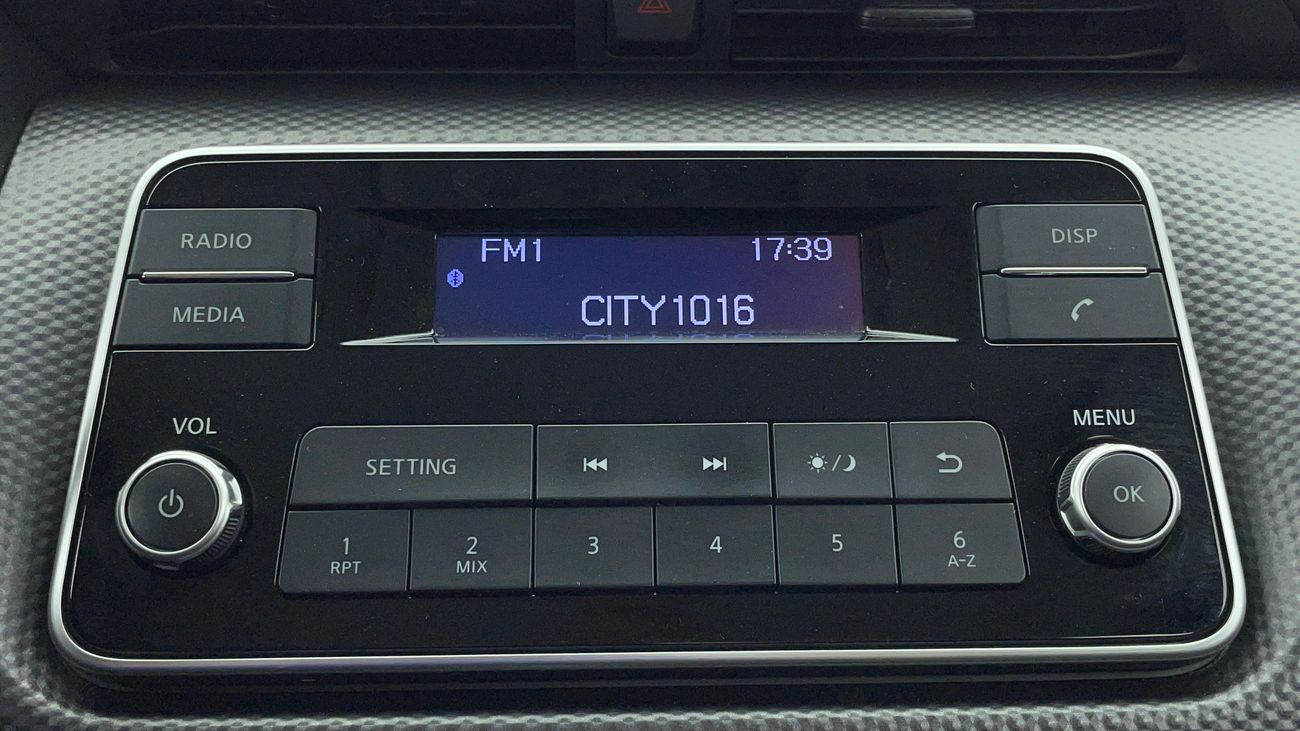 RADIO
MEDIA
FM1 17:39
CITY1016
DISP
VOL
MENU
SETTING
OK
1 2 3 4 5 6
RPT MIX A-Z